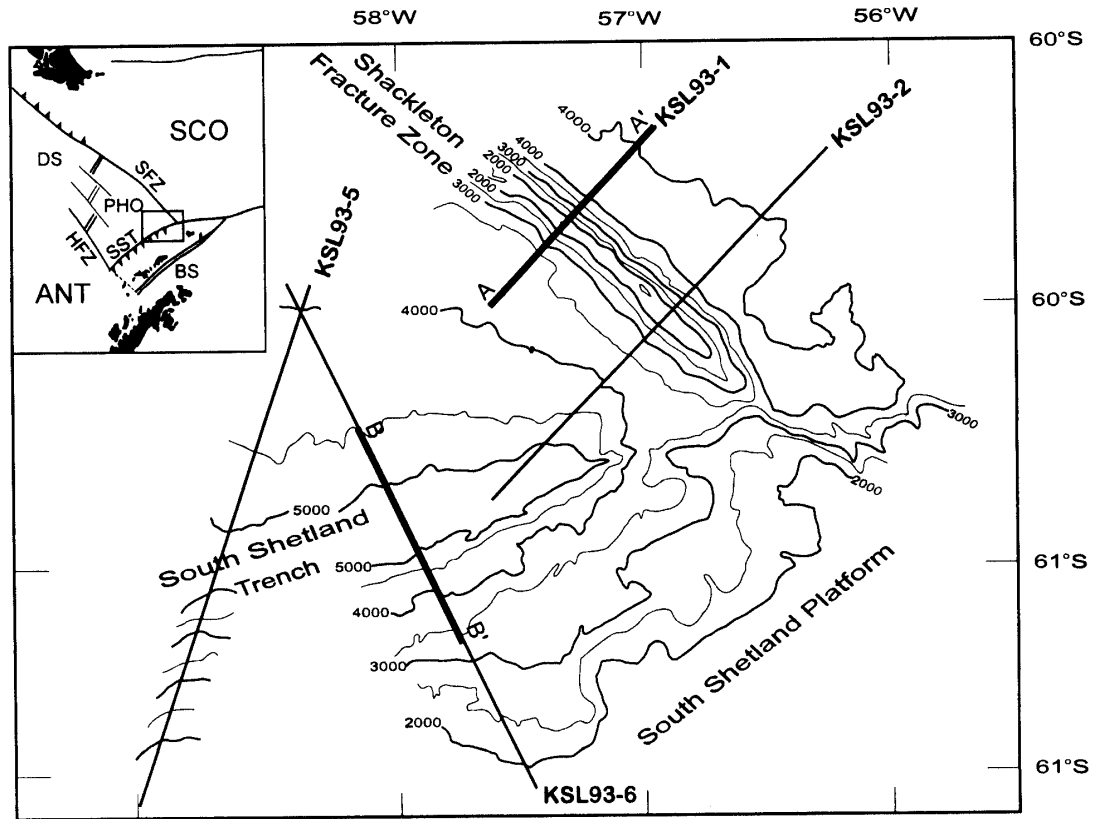 58°W
57°W
56°W
60°S
60°S
61°S
61°S
SCO
DS
SFZ
PHO
HFZ
SST
BS
ANT
Shackleton
Fracture Zone
4000
3000
2000
2000
3000
4000
A'
KSL93-1
KSL93-2
A
KSL93-5
4000
B
3000
2000
5000
South Shetland
Trench
5000
4000
B'
3000
2000
South Shetland Platform
KSL93-6